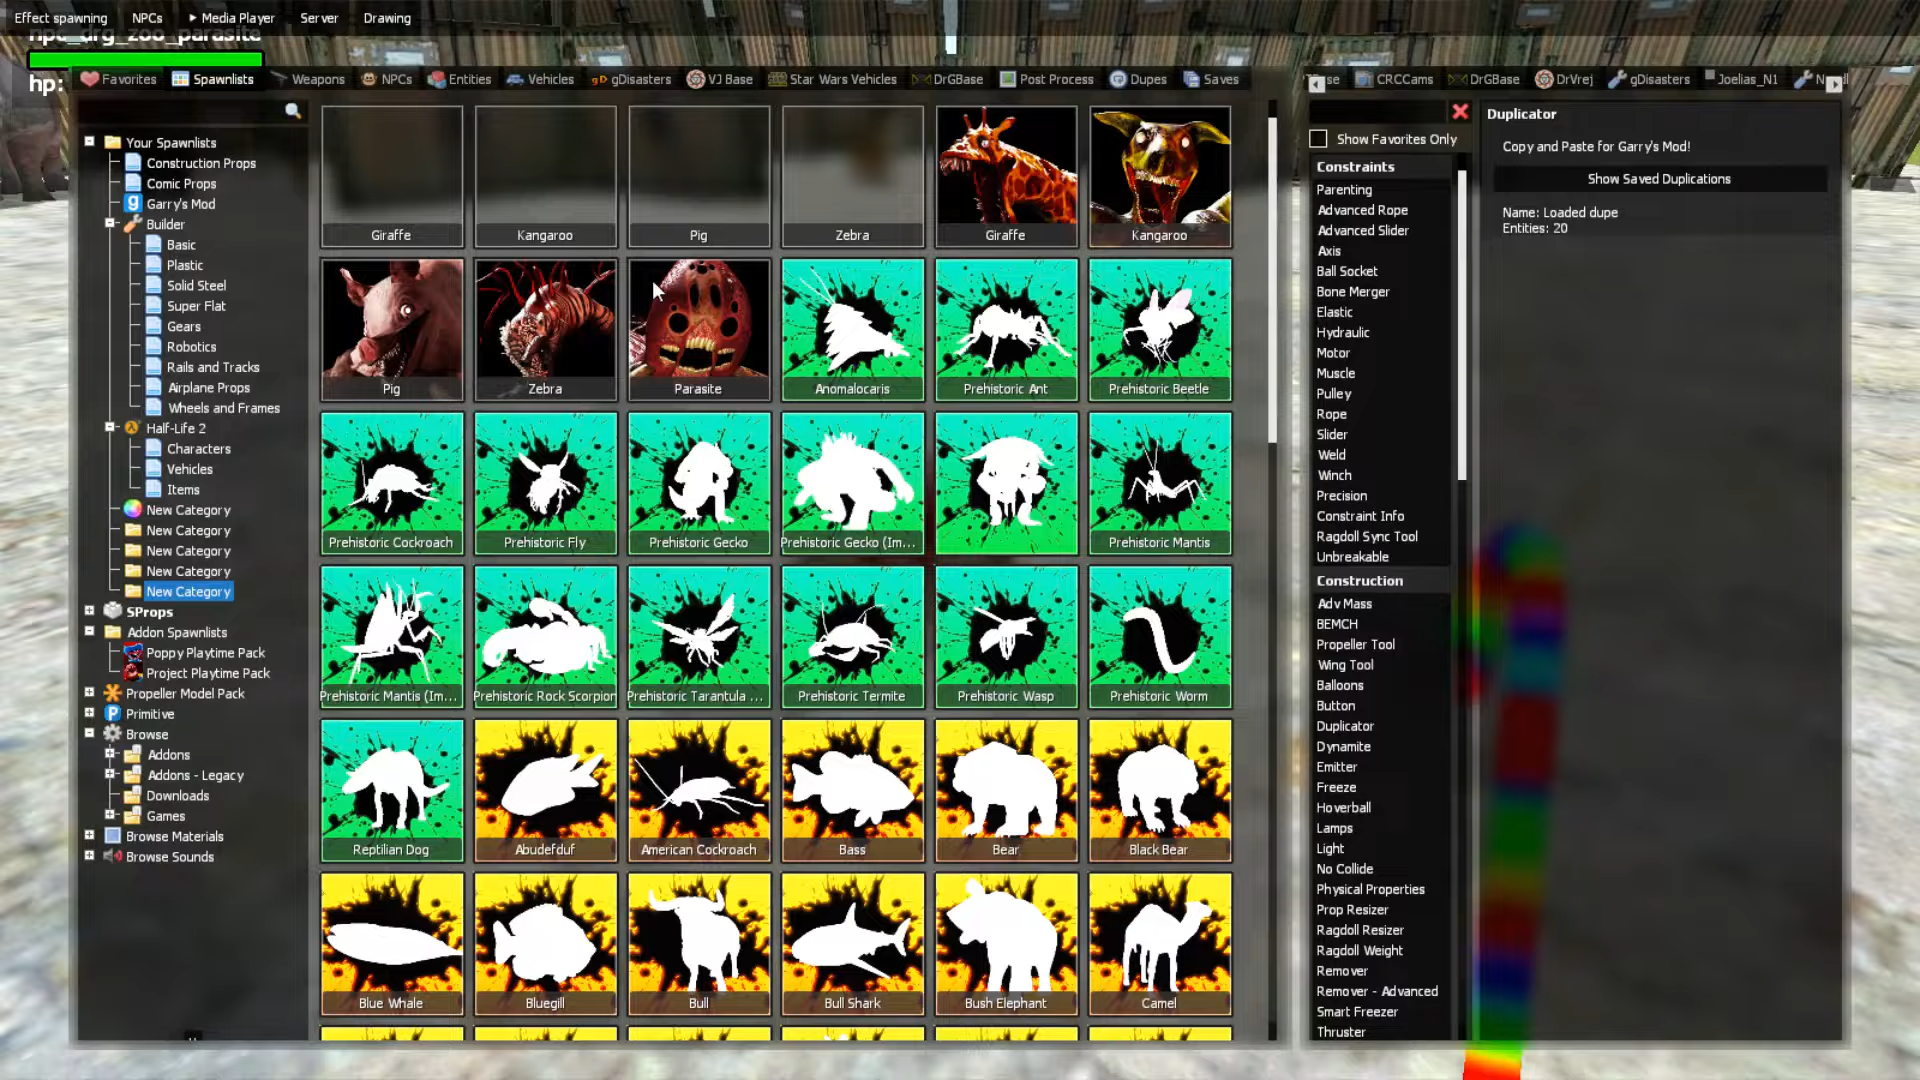 Effect spawning NPCs Media Player Server Drawing
npc_drg_zoo_parasite
hp:
Favorites Spawnlists Weapons NPCs Entities Vehicles gDisasters VJ Base Star Wars Vehicles DrGBase Post Process Dupes Saves
CRCCams DrGBase DrVrej gDisasters Joelias_N1
Your Spawnlists
Construction Props
Comic Props
Garry's Mod
Builder
Basic
Plastic
Solid Steel
Super Flat
Gears
Robotics
Rails and Tracks
Airplane Props
Wheels and Frames
Half-Life 2
Characters
Vehicles
Items
New Category
New Category
New Category
New Category
New Category
SProps
Addon Spawnlists
Poppy Playtime Pack
Project Playtime Pack
Propeller Model Pack
Primitive
Browse
Addons
Addons - Legacy
Downloads
Games
Browse Materials
Browse Sounds
Giraffe Kangaroo Pig Zebra Giraffe Kangaroo
Pig Zebra Parasite Anomalocaris Prehistoric Ant Prehistoric Beetle
Prehistoric Cockroach Prehistoric Fly Prehistoric Gecko Prehistoric Gecko (Im... Prehistoric Mantis
Prehistoric Mantis (Im... Prehistoric Rock Scorpion Prehistoric Tarantula ... Prehistoric Termite Prehistoric Wasp Prehistoric Worm
Reptilian Dog Abudefduf American Cockroach Bass Bear Black Bear
Blue Whale Bluegill Bull Bull Shark Bush Elephant Camel
Show Favorites Only
Constraints
Parenting
Advanced Rope
Advanced Slider
Axis
Ball Socket
Bone Merger
Elastic
Hydraulic
Motor
Muscle
Pulley
Rope
Slider
Weld
Winch
Precision
Constraint Info
Ragdoll Sync Tool
Unbreakable
Construction
Adv Mass
BEMCH
Propeller Tool
Wing Tool
Balloons
Button
Duplicator
Dynamite
Emitter
Freeze
Hoverball
Lamps
Light
No Collide
Physical Properties
Prop Resizer
Ragdoll Resizer
Ragdoll Weight
Remover
Remover - Advanced
Smart Freezer
Thruster
Duplicator
Copy and Paste for Garry's Mod!
Show Saved Duplications
Name: Loaded dupe
Entities: 20